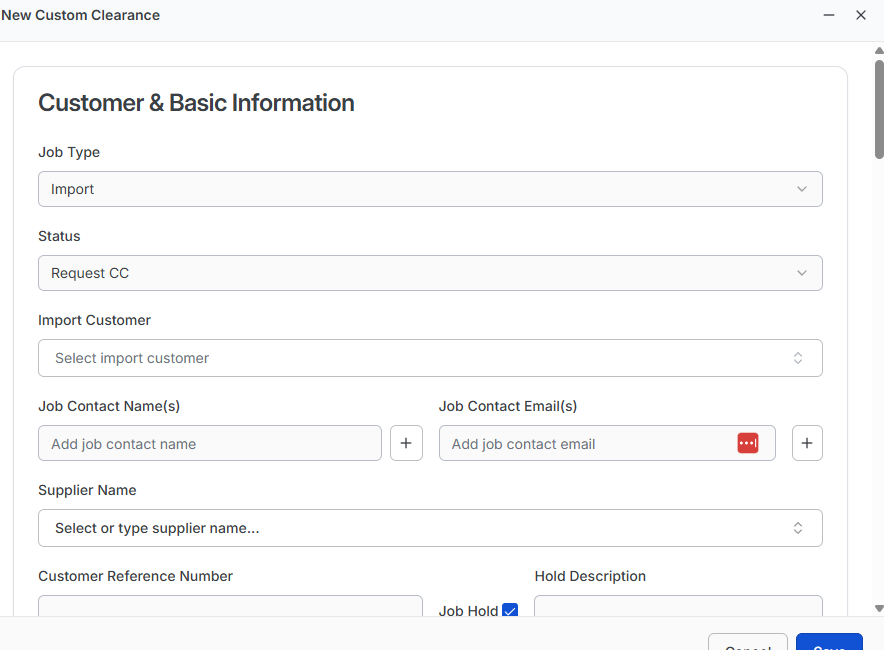 New Custom Clearance
Customer & Basic Information
Job Type
Import
Status
Request CC
Import Customer
Select import customer
Job Contact Name(s) Job Contact Email(s)
Add job contact name + Add job contact email +
Supplier Name
Select or type supplier name...
Customer Reference Number Hold Description
Job Hold
Cancel Save